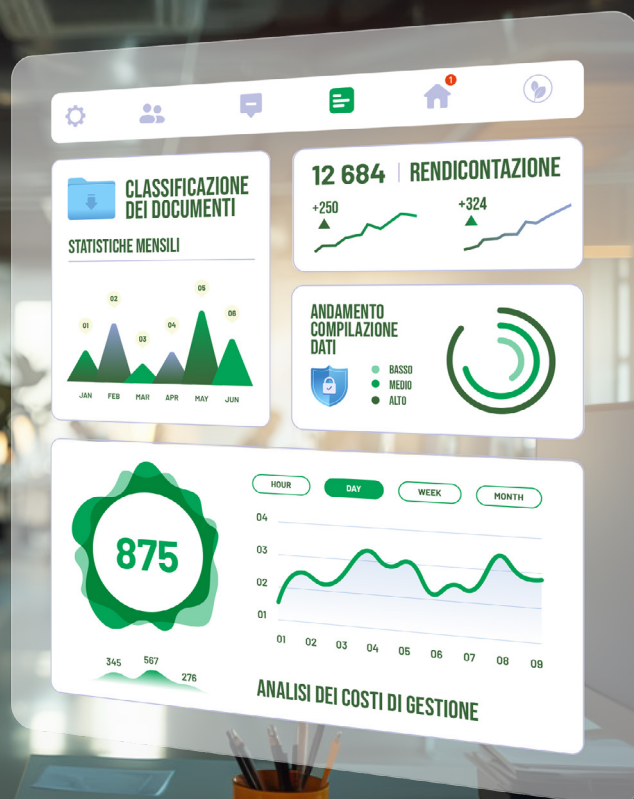 1
CLASSIFICAZIONE
DEI DOCUMENTI
STATISTICHE MENSILI
01
02
03
04
05
06
JAN FEB MAR APR MAY JUN
12 684 | RENDICONTAZIONE
+250
+324
ANDAMENTO
COMPILAZIONE
DATI
BASSO
MEDIO
ALTO
875
345 567 276
HOUR DAY WEEK MONTH
04
03
02
01
01 02 03 04 05 06 07 08 09
ANALISI DEI COSTI DI GESTIONE